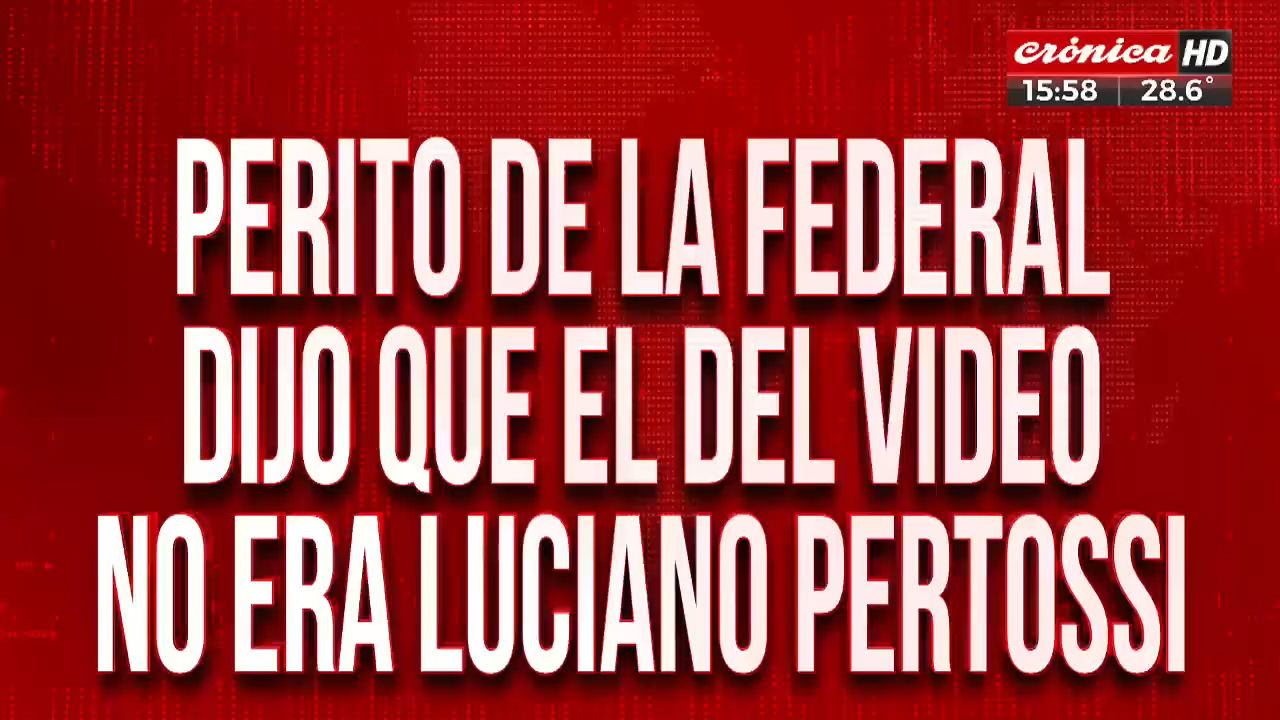 crónica HD
15:58 28.6°
PERITO DE LA FEDERAL
DIJO QUE EL DEL VIDEO
NO ERA LUCIANO PERTOSSI